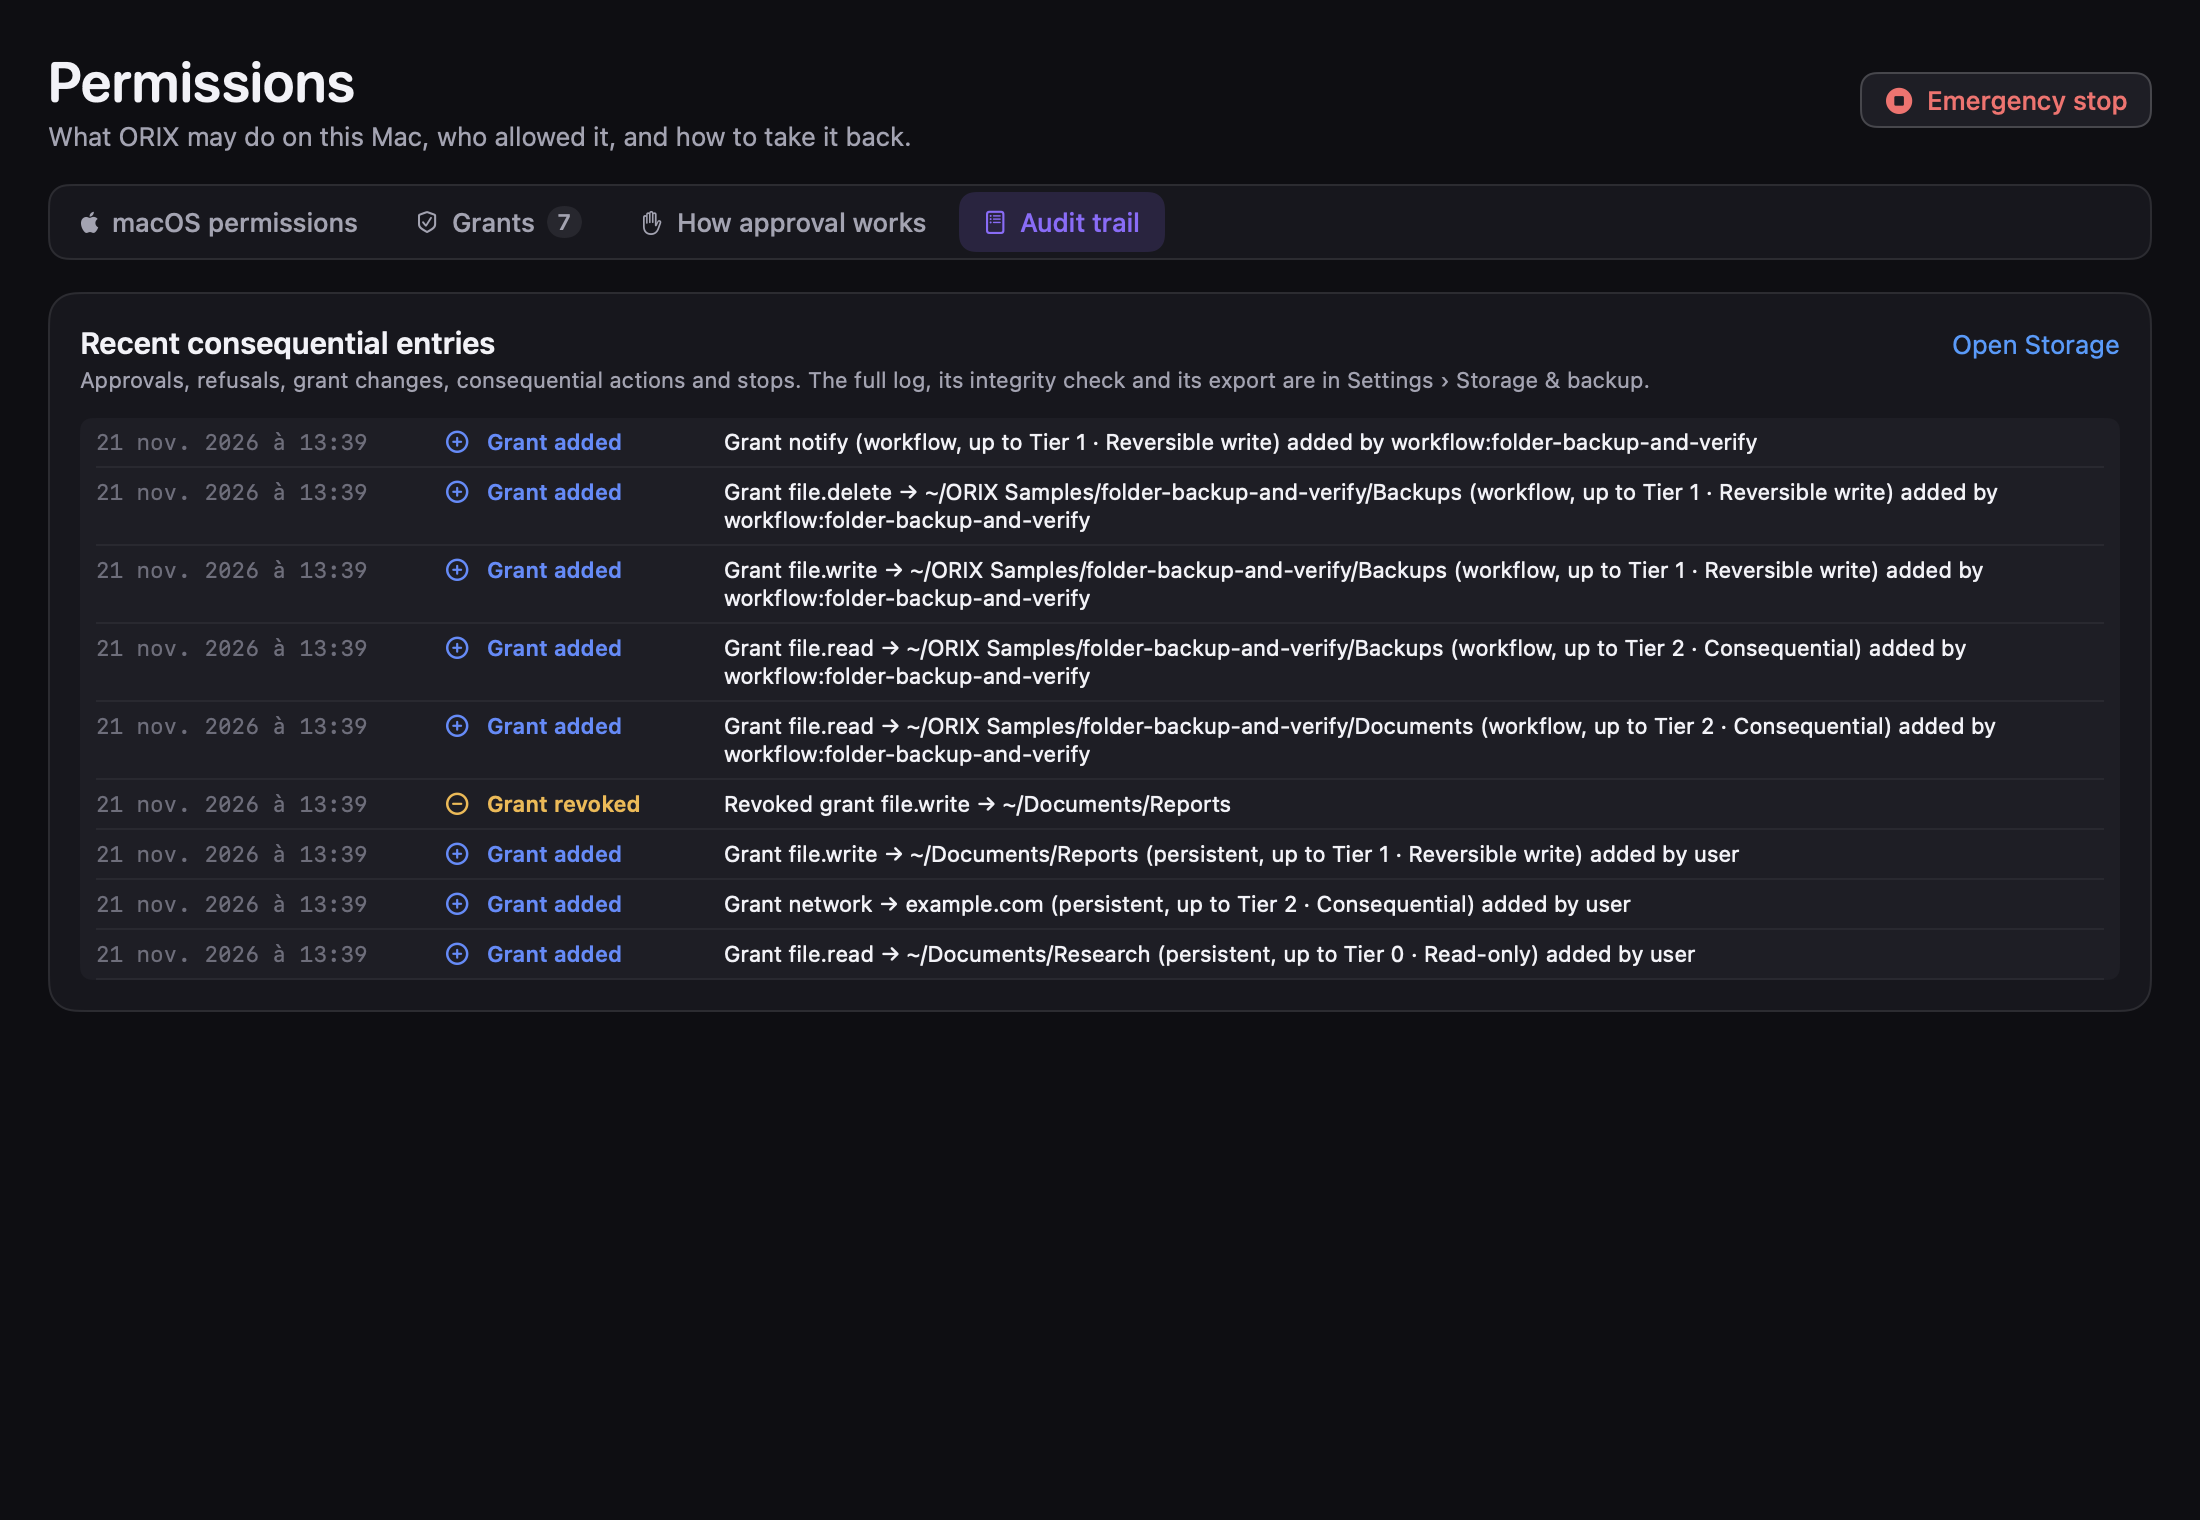 Permissions
What ORIX may do on this Mac, who allowed it, and how to take it back.
Emergency stop
macOS permissions
Grants 7
How approval works
Audit trail
Recent consequential entries
Open Storage
Approvals, refusals, grant changes, consequential actions and stops. The full log, its integrity check and its export are in Settings › Storage & backup.
21 nov. 2026 à 13:39 Grant added Grant notify (workflow, up to Tier 1 · Reversible write) added by workflow:folder-backup-and-verify
21 nov. 2026 à 13:39 Grant added Grant file.delete → ~/ORIX Samples/folder-backup-and-verify/Backups (workflow, up to Tier 1 · Reversible write) added by
workflow:folder-backup-and-verify
21 nov. 2026 à 13:39 Grant added Grant file.write → ~/ORIX Samples/folder-backup-and-verify/Backups (workflow, up to Tier 1 · Reversible write) added by
workflow:folder-backup-and-verify
21 nov. 2026 à 13:39 Grant added Grant file.read → ~/ORIX Samples/folder-backup-and-verify/Backups (workflow, up to Tier 2 · Consequential) added by
workflow:folder-backup-and-verify
21 nov. 2026 à 13:39 Grant added Grant file.read → ~/ORIX Samples/folder-backup-and-verify/Documents (workflow, up to Tier 2 · Consequential) added by
workflow:folder-backup-and-verify
21 nov. 2026 à 13:39 Grant revoked Revoked grant file.write → ~/Documents/Reports
21 nov. 2026 à 13:39 Grant added Grant file.write → ~/Documents/Reports (persistent, up to Tier 1 · Reversible write) added by user
21 nov. 2026 à 13:39 Grant added Grant network → example.com (persistent, up to Tier 2 · Consequential) added by user
21 nov. 2026 à 13:39 Grant added Grant file.read → ~/Documents/Research (persistent, up to Tier 0 · Read-only) added by user